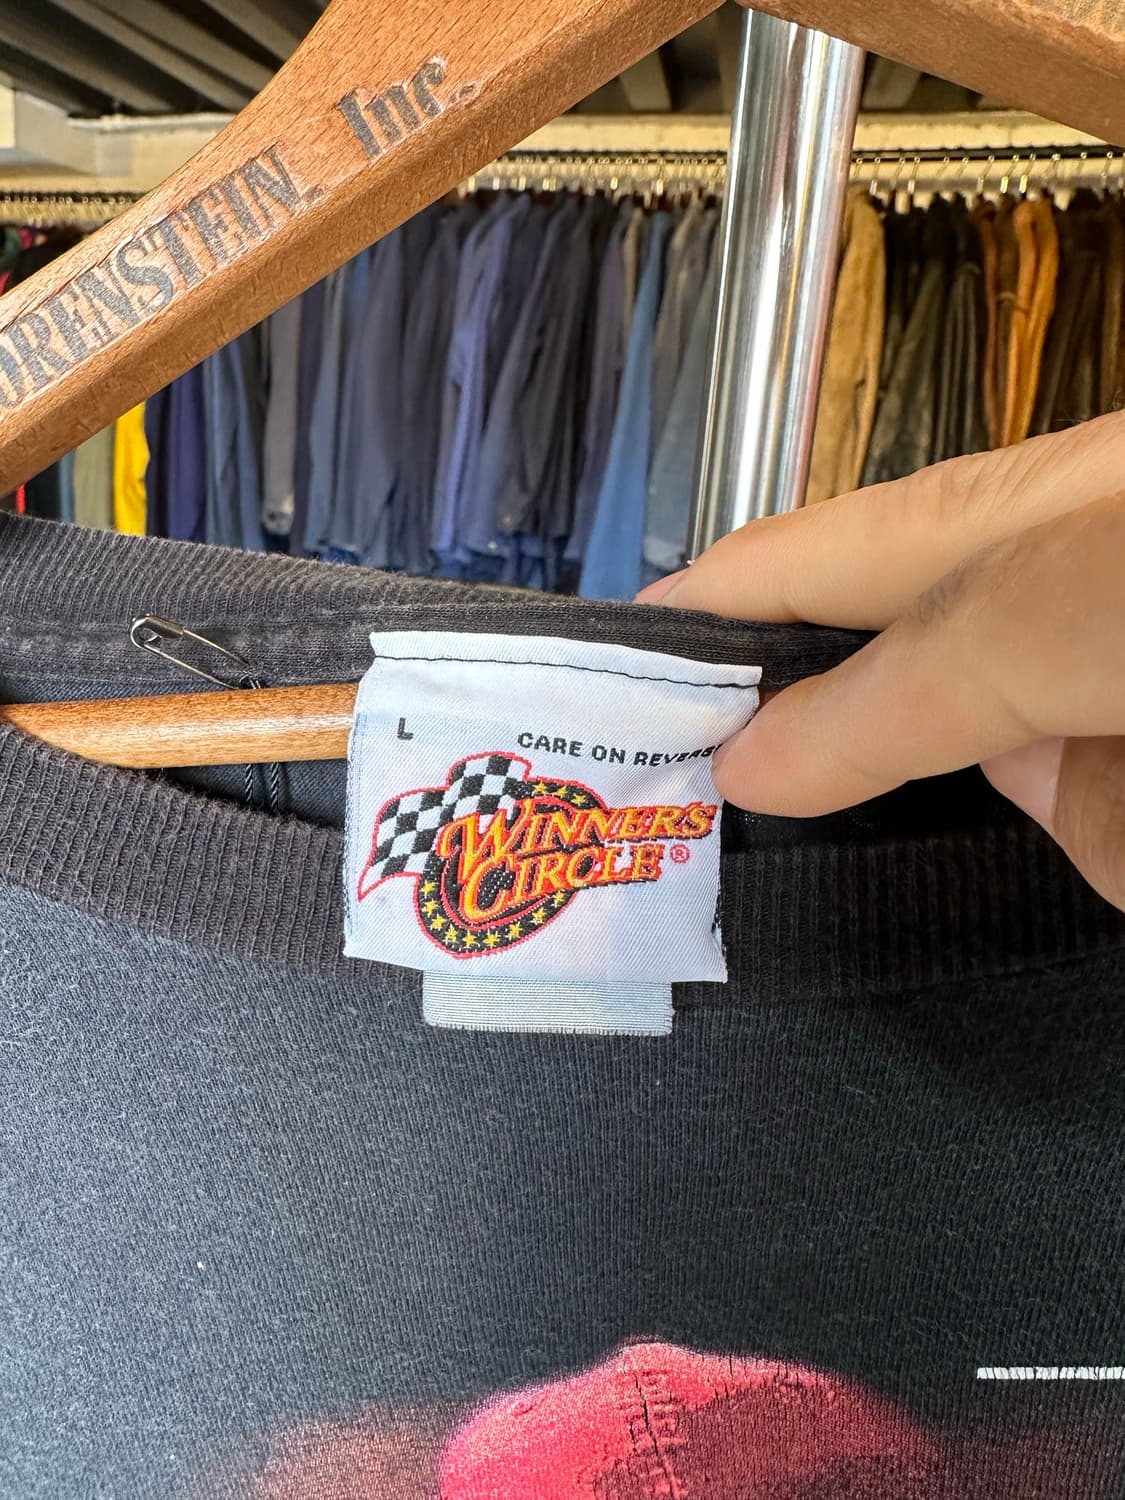 ORENSTEIN. Inc.
L
CARE ON REVERS
WINNER'S
CIRCLE ®